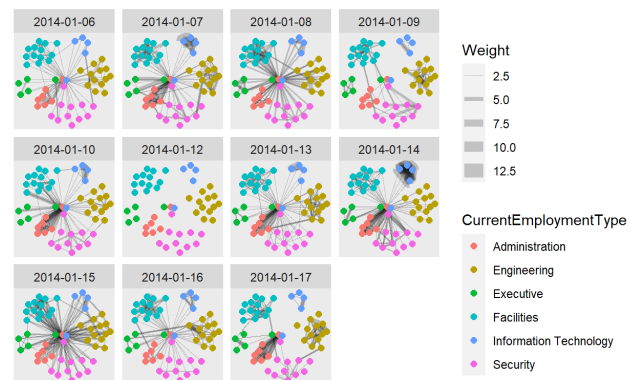 2014-01-06
2014-01-07
2014-01-08
2014-01-09
2014-01-10
2014-01-12
2014-01-13
2014-01-14
2014-01-15
2014-01-16
2014-01-17
Weight
2.5
5.0
7.5
10.0
12.5
CurrentEmploymentType
Administration
Engineering
Executive
Facilities
Information Technology
Security